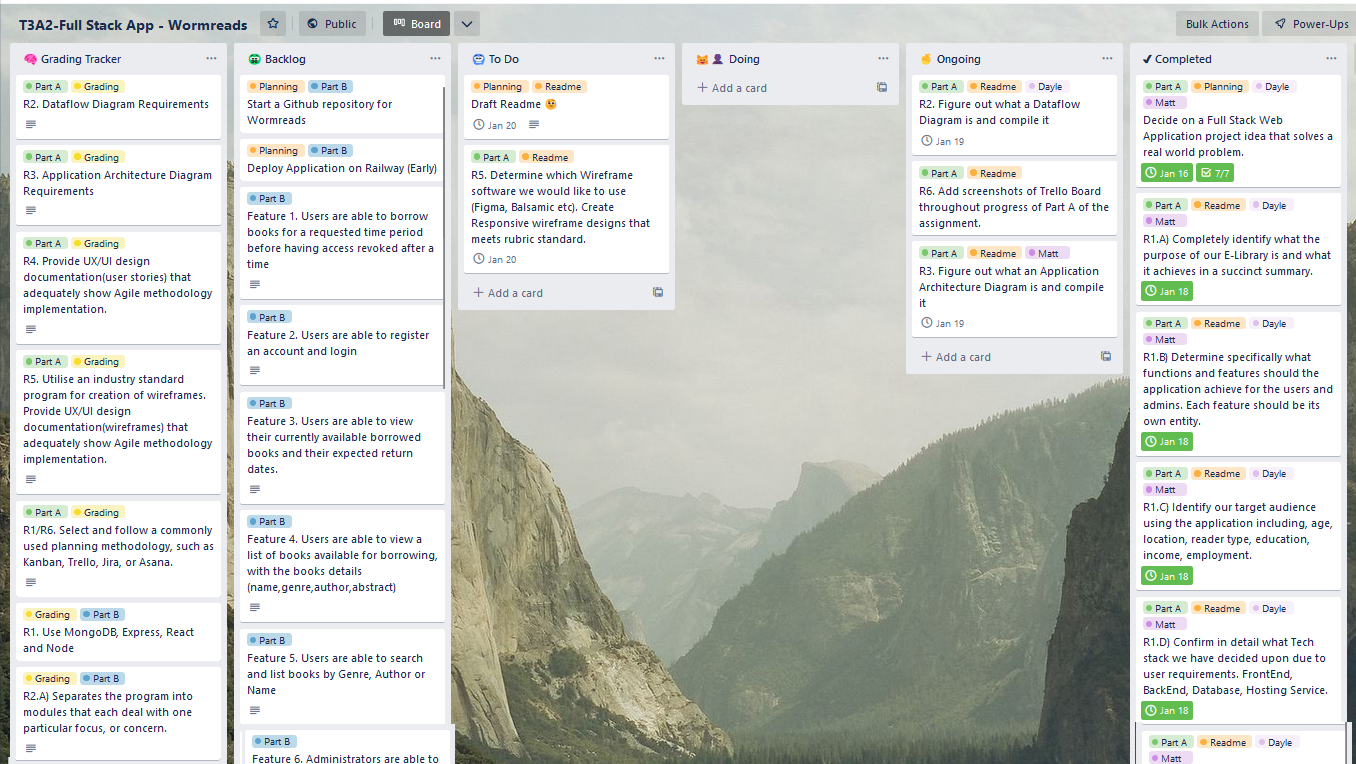 T3A2-Full Stack App - Wormreads
Public
Board
Bulk Actions
Power-Ups
Grading Tracker
Part A Grading
R2. Dataflow Diagram Requirements
Part A Grading
R3. Application Architecture Diagram
Requirements
Part A Grading
R4. Provide UX/UI design
documentation(user stories) that
adequately show Agile methodology
implementation.
Part A Grading
R5. Utilise an industry standard
program for creation of wireframes.
Provide UX/UI design
documentation(wireframes) that
adequately show Agile methodology
implementation.
Part A Grading
R1/R6. Select and follow a commonly
used planning methodology, such as
Kanban, Trello, Jira, or Asana.
Grading Part B
R1. Use MongoDB, Express, React
and Node
Grading Part B
R2.A) Separates the program into
modules that each deal with one
particular focus, or concern.
Backlog
Planning Part B
Start a Github repository for
Wormreads
Planning Part B
Deploy Application on Railway (Early)
Part B
Feature 1. Users are able to borrow
books for a requested time period
before having access revoked after a
time
Part B
Feature 2. Users are able to register
an account and login
Part B
Feature 3. Users are able to view
their currently available borrowed
books and their expected return
dates.
Part B
Feature 4. Users are able to view a
list of books available for borrowing,
with the books details
(name,genre,author,abstract)
Part B
Feature 5. Users are able to search
and list books by Genre, Author or
Name
Part B
Feature 6. Administrators are able to
To Do
Planning Readme
Draft Readme
Jan 20
Part A Readme
R5. Determine which Wireframe
software we would like to use
(Figma, Balsamic etc). Create
Responsive wireframe designs that
meets rubric standard.
Jan 20
+ Add a card
Doing
+ Add a card
Ongoing
Part A Readme Dayle
R2. Figure out what a Dataflow
Diagram is and compile it
Jan 19
Part A Readme
R6. Add screenshots of Trello Board
throughout progress of Part A of the
assignment.
Part A Readme Matt
R3. Figure out what an Application
Architecture Diagram is and compile
it
Jan 19
+ Add a card
Completed
Part A Planning Dayle
Matt
Decide on a Full Stack Web
Application project idea that solves a
real world problem.
Jan 16 7/7
Part A Readme Dayle
Matt
R1.A) Completely identify what the
purpose of our E-Library is and what
it achieves in a succinct summary.
Jan 18
Part A Readme Dayle
Matt
R1.B) Determine specifically what
functions and features should the
application achieve for the users and
admins. Each feature should be its
own entity.
Jan 18
Part A Readme Dayle
Matt
R1.C) Identify our target audience
using the application including, age,
location, reader type, education,
income, employment.
Jan 18
Part A Readme Dayle
Matt
R1.D) Confirm in detail what Tech
stack we have decided upon due to
user requirements. FrontEnd,
BackEnd, Database, Hosting Service.
Jan 18
Part A Readme Dayle
Matt